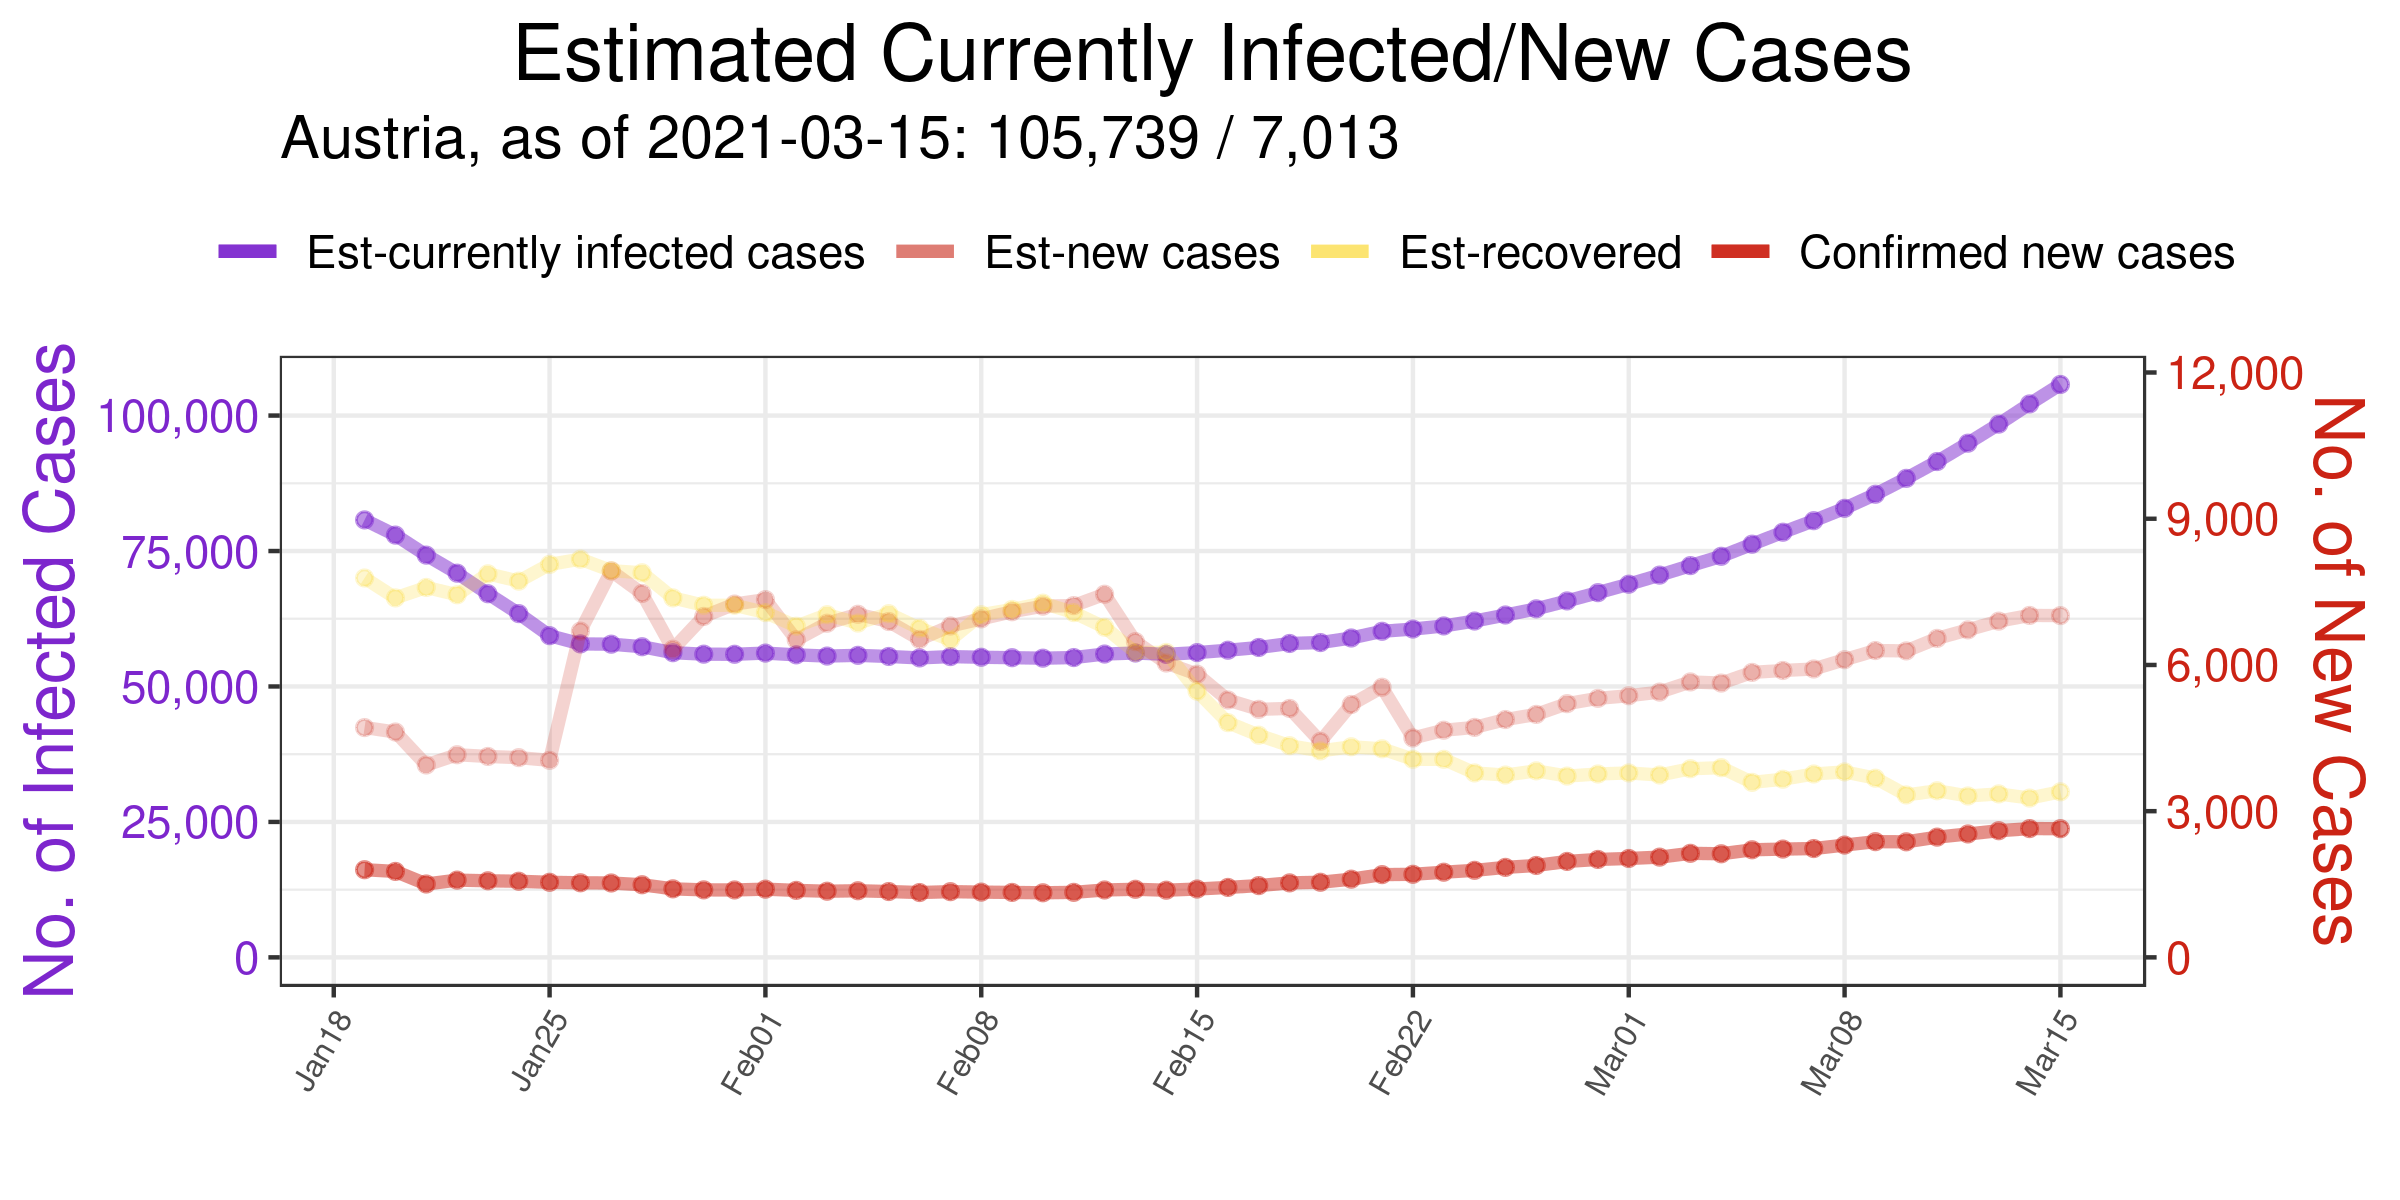 Estimated Currently Infected/New Cases
Austria, as of 2021-03-15: 105,739 / 7,013
Est-currently infected cases Est-new cases Est-recovered Confirmed new cases
No. of Infected Cases
100,000
75,000
50,000
25,000
0
12,000
9,000
6,000
3,000
0
No. of New Cases
Jan18 Jan25 Feb01 Feb08 Feb15 Feb22 Mar01 Mar08 Mar15